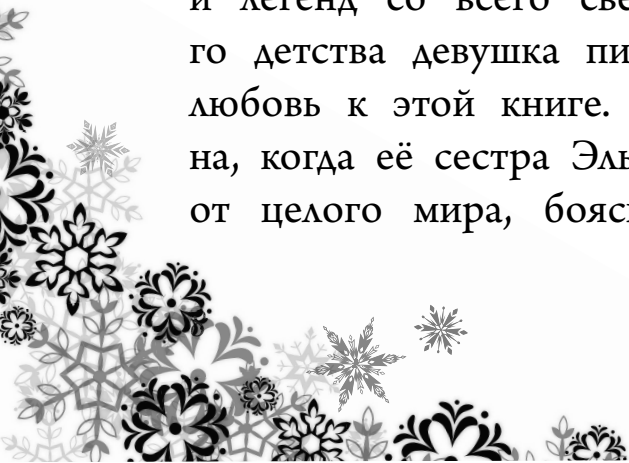 и легенд со всего све
го детства девушка пи
любовь к этой книге.
на, когда её сестра Эль
от целого мира, боясь